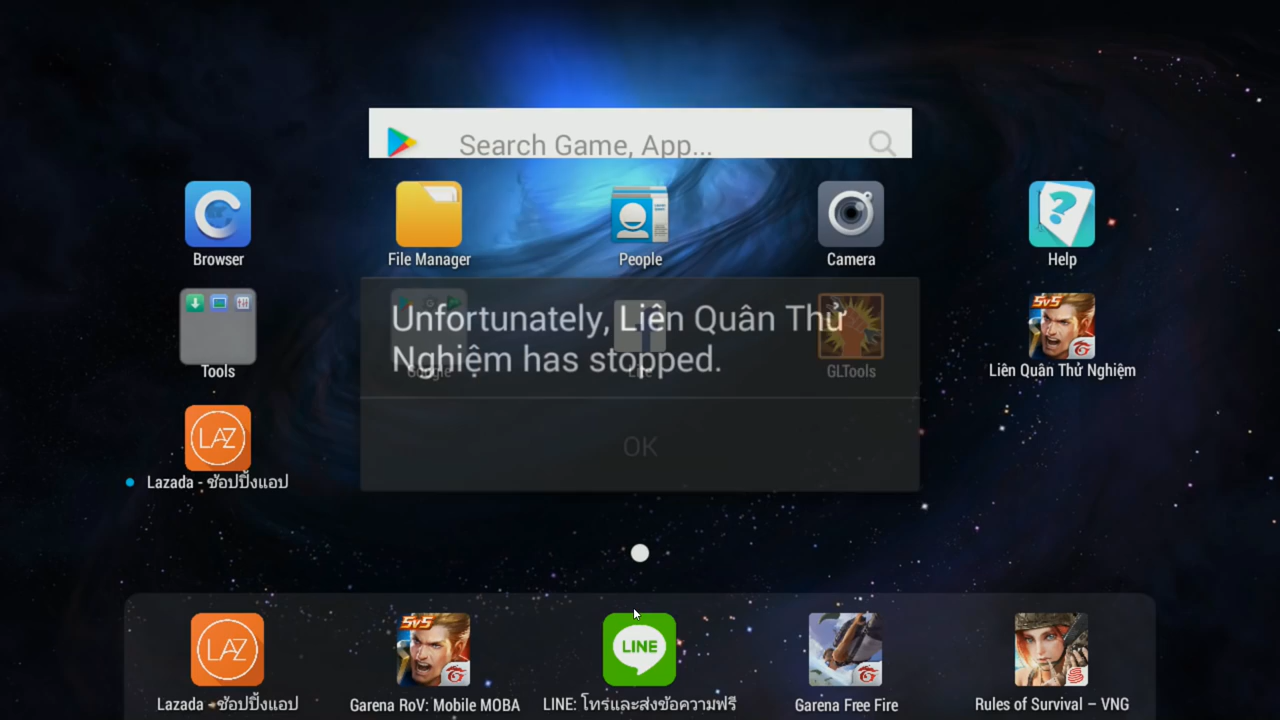 Search Game, App...
Browser
File Manager
People
Camera
Help
Unfortunately, Liên Quân Thử
Nghiệm has stopped.
OK
Tools
Google
Lite
GLTools
5v5
Liên Quân Thử Nghiệm
LAZ
Lazada - ช้อปปิ้งแอป
LAZ
5v5
LINE
Lazada - ช้อปปิ้งแอป
Garena RoV: Mobile MOBA
LINE: โทรและส่งข้อความฟรี
Garena Free Fire
Rules of Survival – VNG